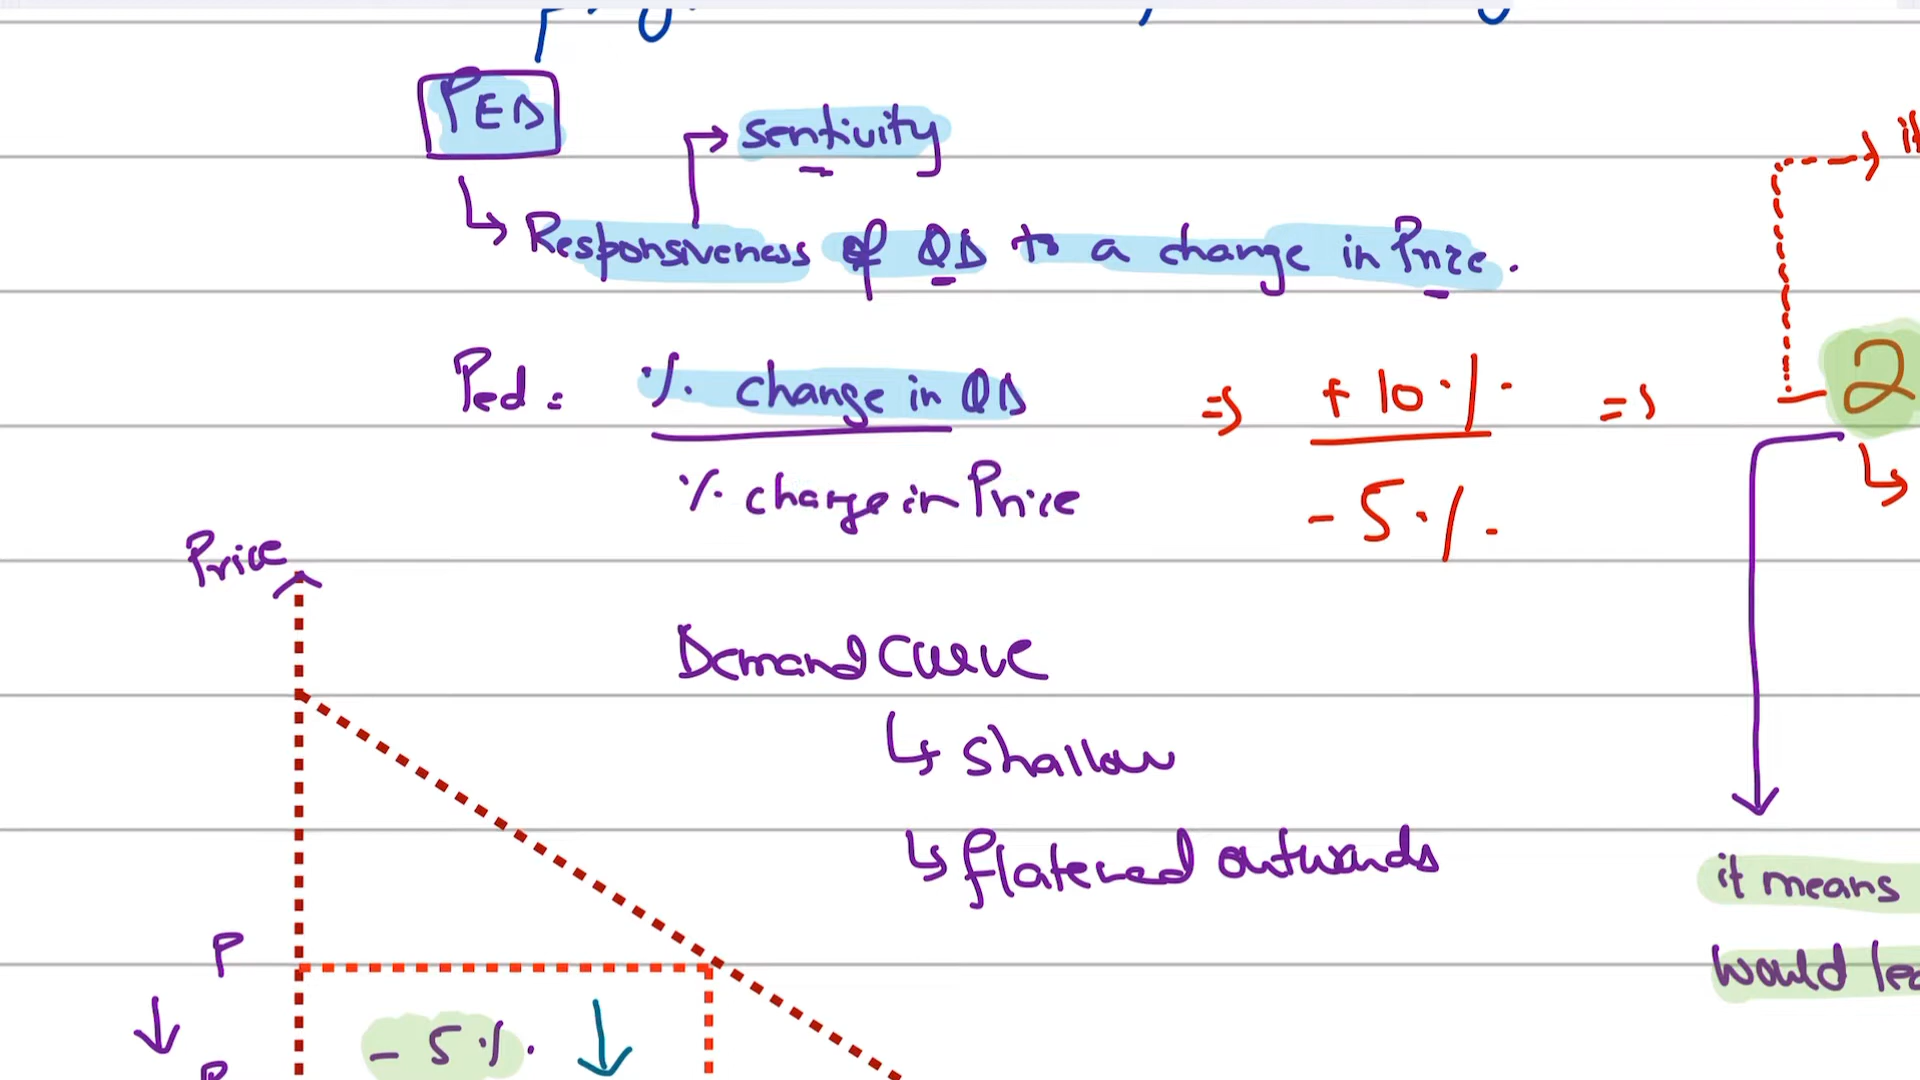 PED
↳ Responsiveness of QD to a change in Price.
→ sentivity
Ped = % change in QD / % change in Price ⇒ + 10% / - 5% ⇒ 2
Price
Demand Curve
↳ Shallow
↳ flatened outwards
it means
would
P
- 5%